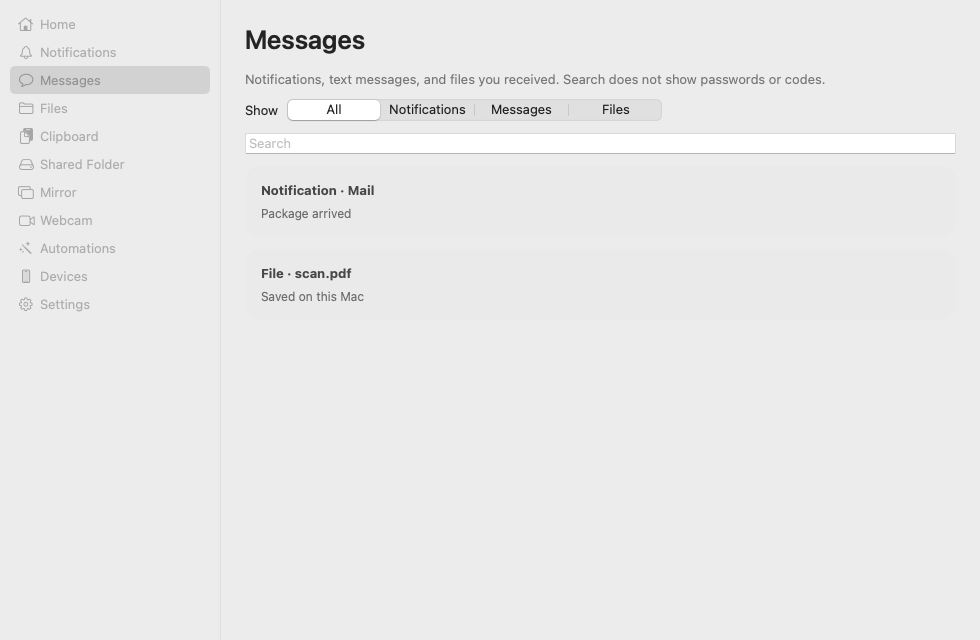 Home
Notifications
Messages
Files
Clipboard
Shared Folder
Mirror
Webcam
Automations
Devices
Settings
Messages
Notifications, text messages, and files you received. Search does not show passwords or codes.
Show All Notifications Messages Files
Search
Notification · Mail
Package arrived
File · scan.pdf
Saved on this Mac